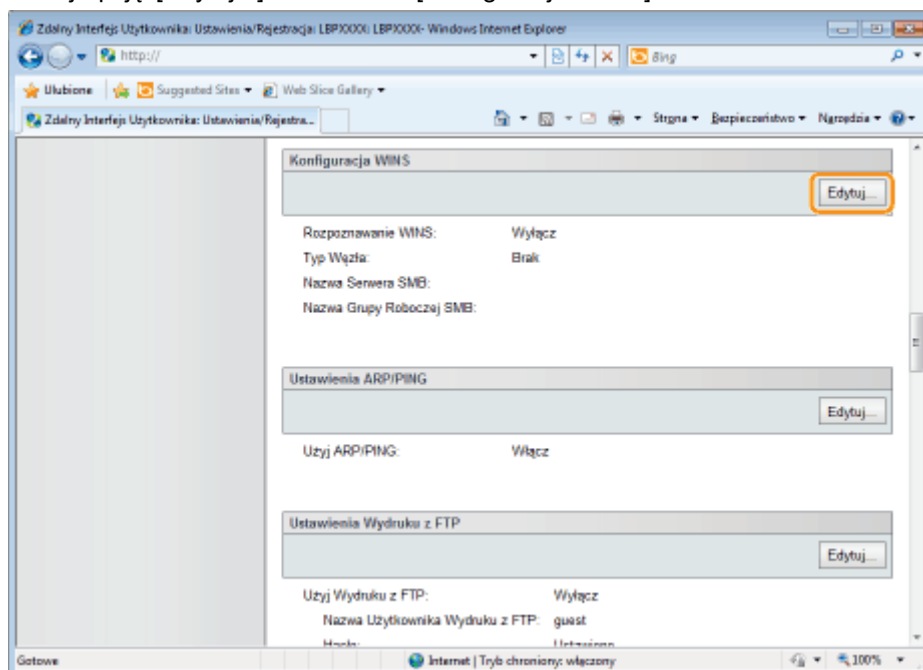 Zdalny Interfejs Użytkownika: Ustawienia/Rejestracja: LBPXXXX: LBPXXXX- Windows Internet Explorer
http://
Bing
Ulubione Suggested Sites Web Slice Gallery
Zdalny Interfejs Użytkownika: Ustawienia/Rejestra... Strona Bezpieczeństwo Narzędzia
Konfiguracja WINS
Edytuj...
Rozpoznawanie WINS: Wyłącz
Typ Węzła: Brak
Nazwa Serwera SMB:
Nazwa Grupy Roboczej SMB:
Ustawienia ARP/PING
Edytuj...
Użyj ARP/PING: Włącz
Ustawienia Wydruku z FTP
Edytuj...
Użyj Wydruku z FTP: Wyłącz
Nazwa Użytkownika Wydruku z FTP: guest
Hasło: Ustawiono
Gotowe Internet | Tryb chroniony: włączony 100%